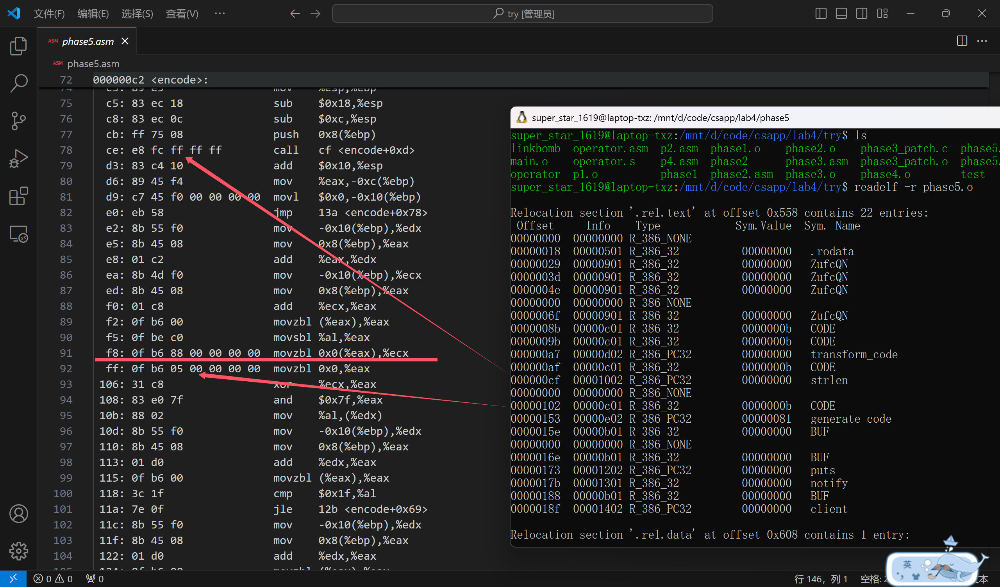 文件(F) 编辑(E) 选择(S) 查看(V) ··· try [管理员]
ASM phase5.asm
ASM phase5.asm
72 000000c2 <encode>:
74 c3: 89 e5 mov %esp,%ebp
75 c5: 83 ec 18 sub $0x18,%esp
76 c8: 83 ec 0c sub $0xc,%esp
77 cb: ff 75 08 push 0x8(%ebp)
78 ce: e8 fc ff ff ff call cf <encode+0xd>
79 d3: 83 c4 10 add $0x10,%esp
80 d6: 89 45 f4 mov %eax,-0xc(%ebp)
81 d9: c7 45 f0 00 00 00 00 movl $0x0,-0x10(%ebp)
82 e0: eb 58 jmp 13a <encode+0x78>
83 e2: 8b 55 f0 mov -0x10(%ebp),%edx
84 e5: 8b 45 08 mov 0x8(%ebp),%eax
85 e8: 01 c2 add %eax,%edx
86 ea: 8b 4d f0 mov -0x10(%ebp),%ecx
87 ed: 8b 45 08 mov 0x8(%ebp),%eax
88 f0: 01 c8 add %ecx,%eax
89 f2: 0f b6 00 movzbl (%eax),%eax
90 f5: 0f be c0 movsbl %al,%eax
91 f8: 0f b6 88 00 00 00 00 movzbl 0x0(%eax),%ecx
92 ff: 0f b6 05 00 00 00 00 movzbl 0x0,%eax
93 106: 31 c8 xor %ecx,%eax
94 108: 83 e0 7f and $0x7f,%eax
95 10b: 88 02 mov %al,(%edx)
96 10d: 8b 55 f0 mov -0x10(%ebp),%edx
97 110: 8b 45 08 mov 0x8(%ebp),%eax
98 113: 01 d0 add %edx,%eax
99 115: 0f b6 00 movzbl (%eax),%eax
100 118: 3c 1f cmp $0x1f,%al
101 11a: 7e 0f jle 12b <encode+0x69>
102 11c: 8b 55 f0 mov -0x10(%ebp),%edx
103 11f: 8b 45 08 mov 0x8(%ebp),%eax
104 122: 01 d0 add %edx,%eax
super_star_1619@laptop-txz: /mnt/d/code/csapp/lab4/phase5
super_star_1619@laptop-txz:/mnt/d/code/csapp/lab4/try$ ls
linkbomb operator.asm p2.asm phase1.o phase2.o phase3_patch.c phase5.
main.o operator.s p4.asm phase2 phase3.asm phase3_patch.o phase5.
operator p1.o phase1 phase2.asm phase3.o phase4.o test
super_star_1619@laptop-txz:/mnt/d/code/csapp/lab4/try$ readelf -r phase5.o
Relocation section '.rel.text' at offset 0x558 contains 22 entries:
Offset Info Type Sym.Value Sym. Name
00000000 00000000 R_386_NONE
00000018 00000501 R_386_32 00000000 .rodata
00000029 00000901 R_386_32 00000000 ZufcQN
0000003d 00000901 R_386_32 00000000 ZufcQN
0000004e 00000901 R_386_32 00000000 ZufcQN
00000000 00000000 R_386_NONE
0000006f 00000901 R_386_32 00000000 ZufcQN
0000008b 00000c01 R_386_32 0000000b CODE
0000009b 00000c01 R_386_32 0000000b CODE
000000a7 00000d02 R_386_PC32 00000000 transform_code
000000af 00000c01 R_386_32 0000000b CODE
000000cf 00001002 R_386_PC32 00000000 strlen
00000000 00000000 R_386_NONE
00000102 00000c01 R_386_32 0000000b CODE
00000153 00000e02 R_386_PC32 00000081 generate_code
0000015e 00000b01 R_386_32 00000000 BUF
00000000 00000000 R_386_NONE
0000016e 00000b01 R_386_32 00000000 BUF
00000173 00001202 R_386_PC32 00000000 puts
0000017b 00001301 R_386_32 00000000 notify
00000188 00000b01 R_386_32 00000000 BUF
0000018f 00001402 R_386_PC32 00000000 client
Relocation section '.rel.data' at offset 0x608 contains 1 entry:
英
0 0 0 行 146，列 1 空格: 本